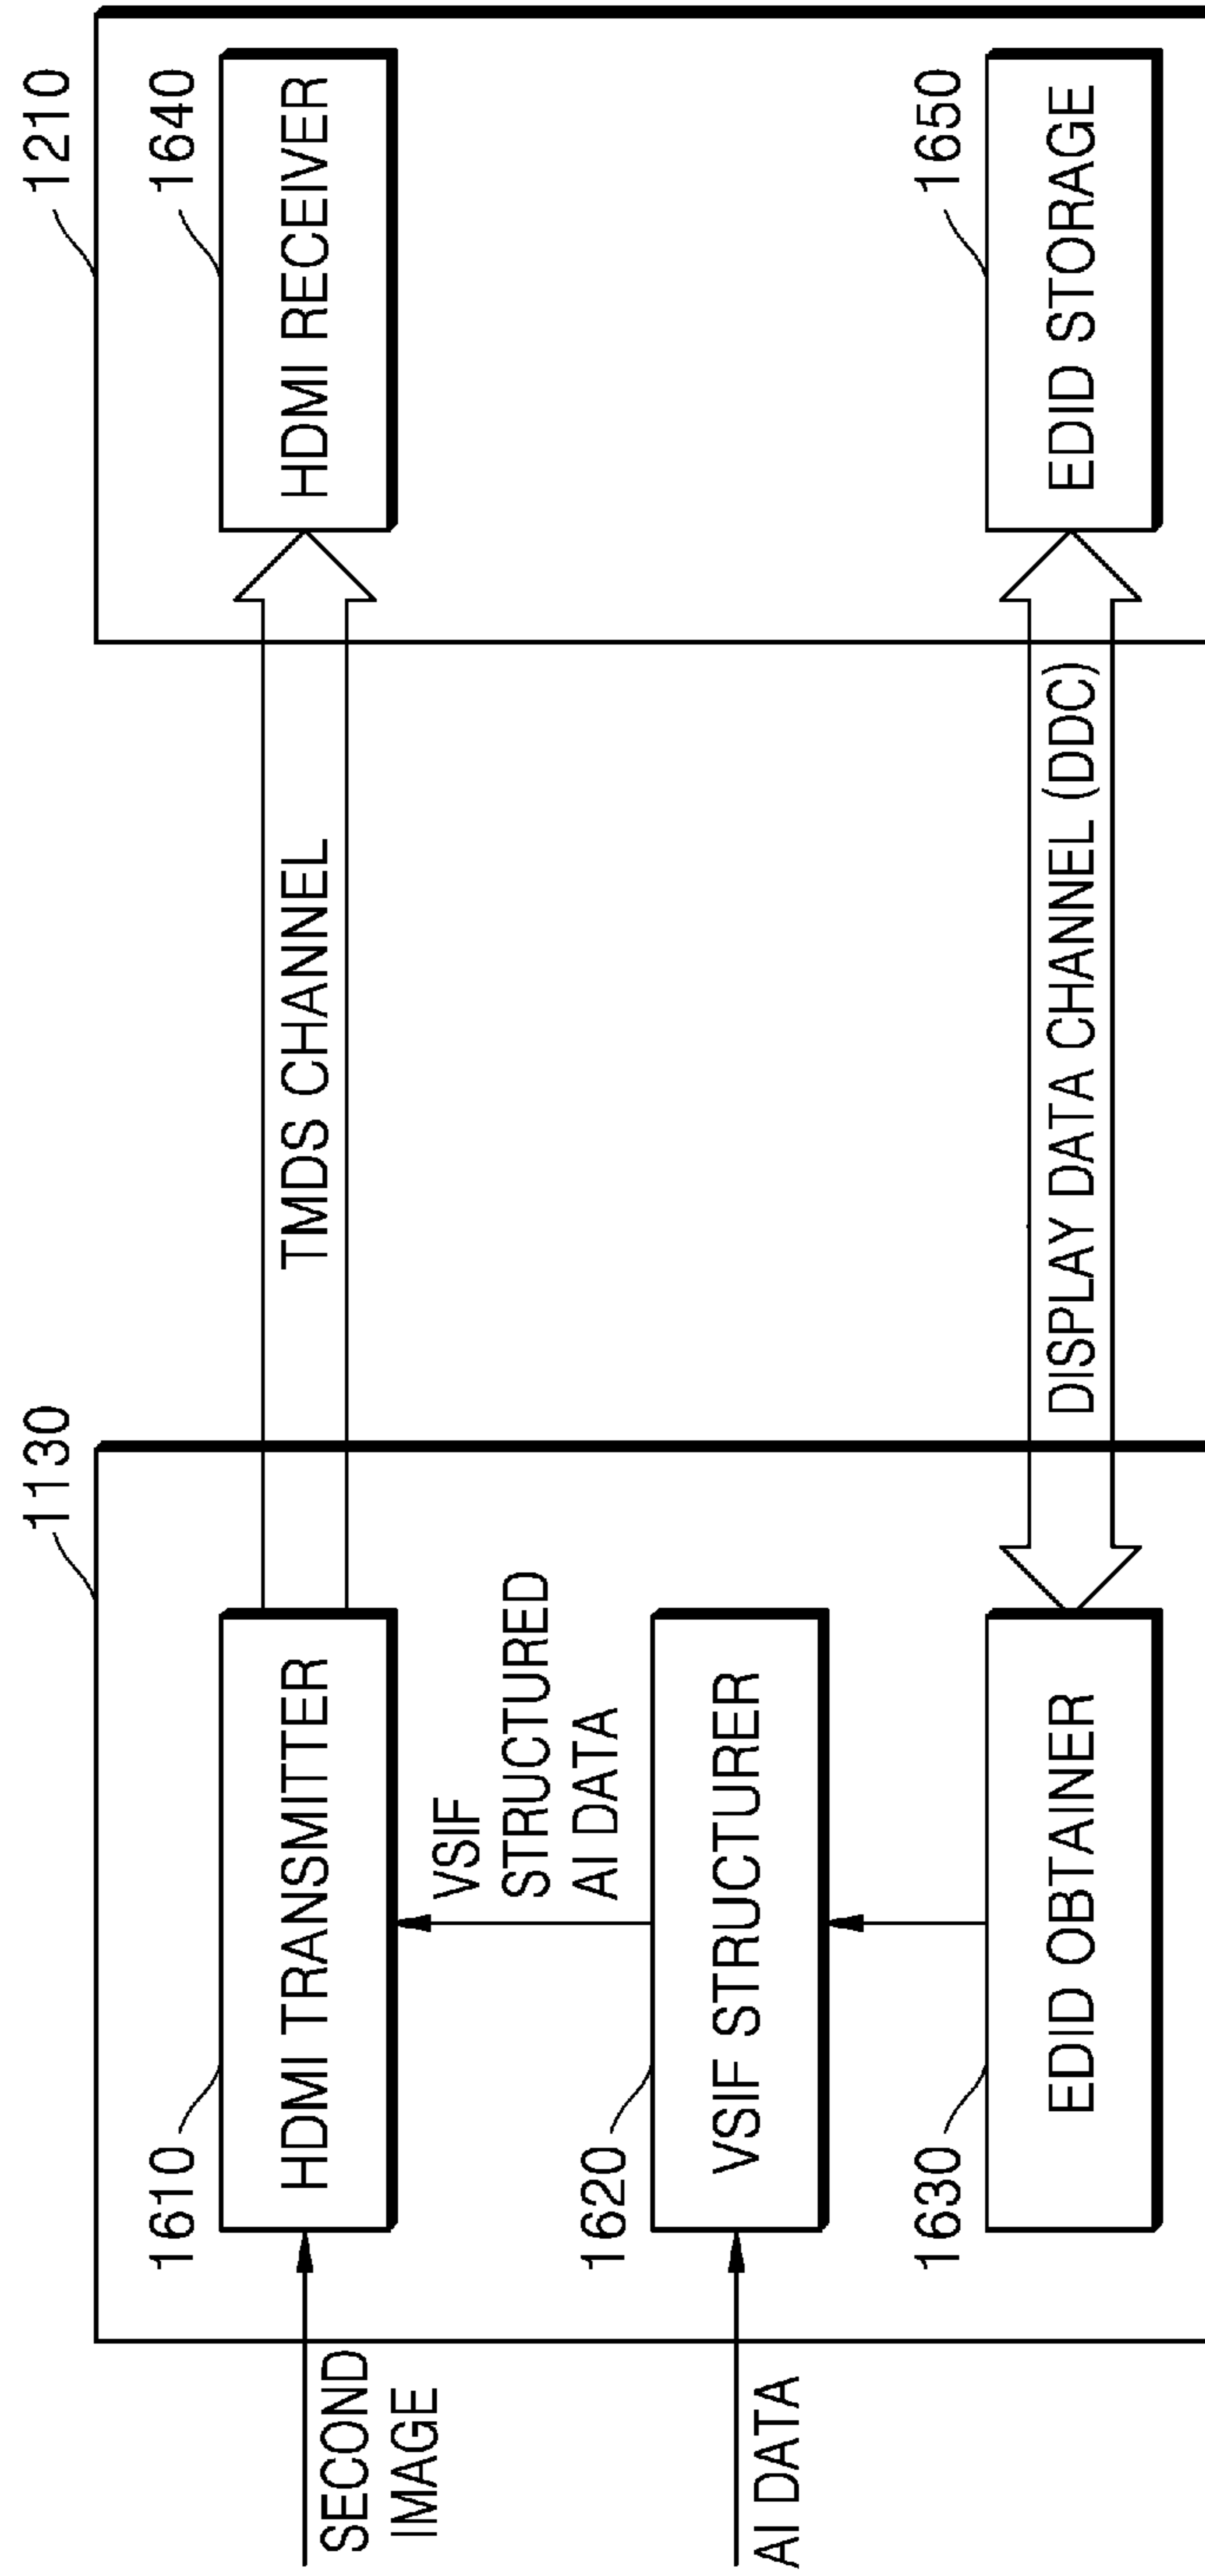 1130
1210
1610
HDMI TRANSMITTER
SECOND
IMAGE
TMDS CHANNEL
1640
HDMI RECEIVER
VSIF
STRUCTURED
AI DATA
1620
VSIF STRUCTURER
AI DATA
1630
EDID OBTAINER
DISPLAY DATA CHANNEL (DDC)
1650
EDID STORAGE